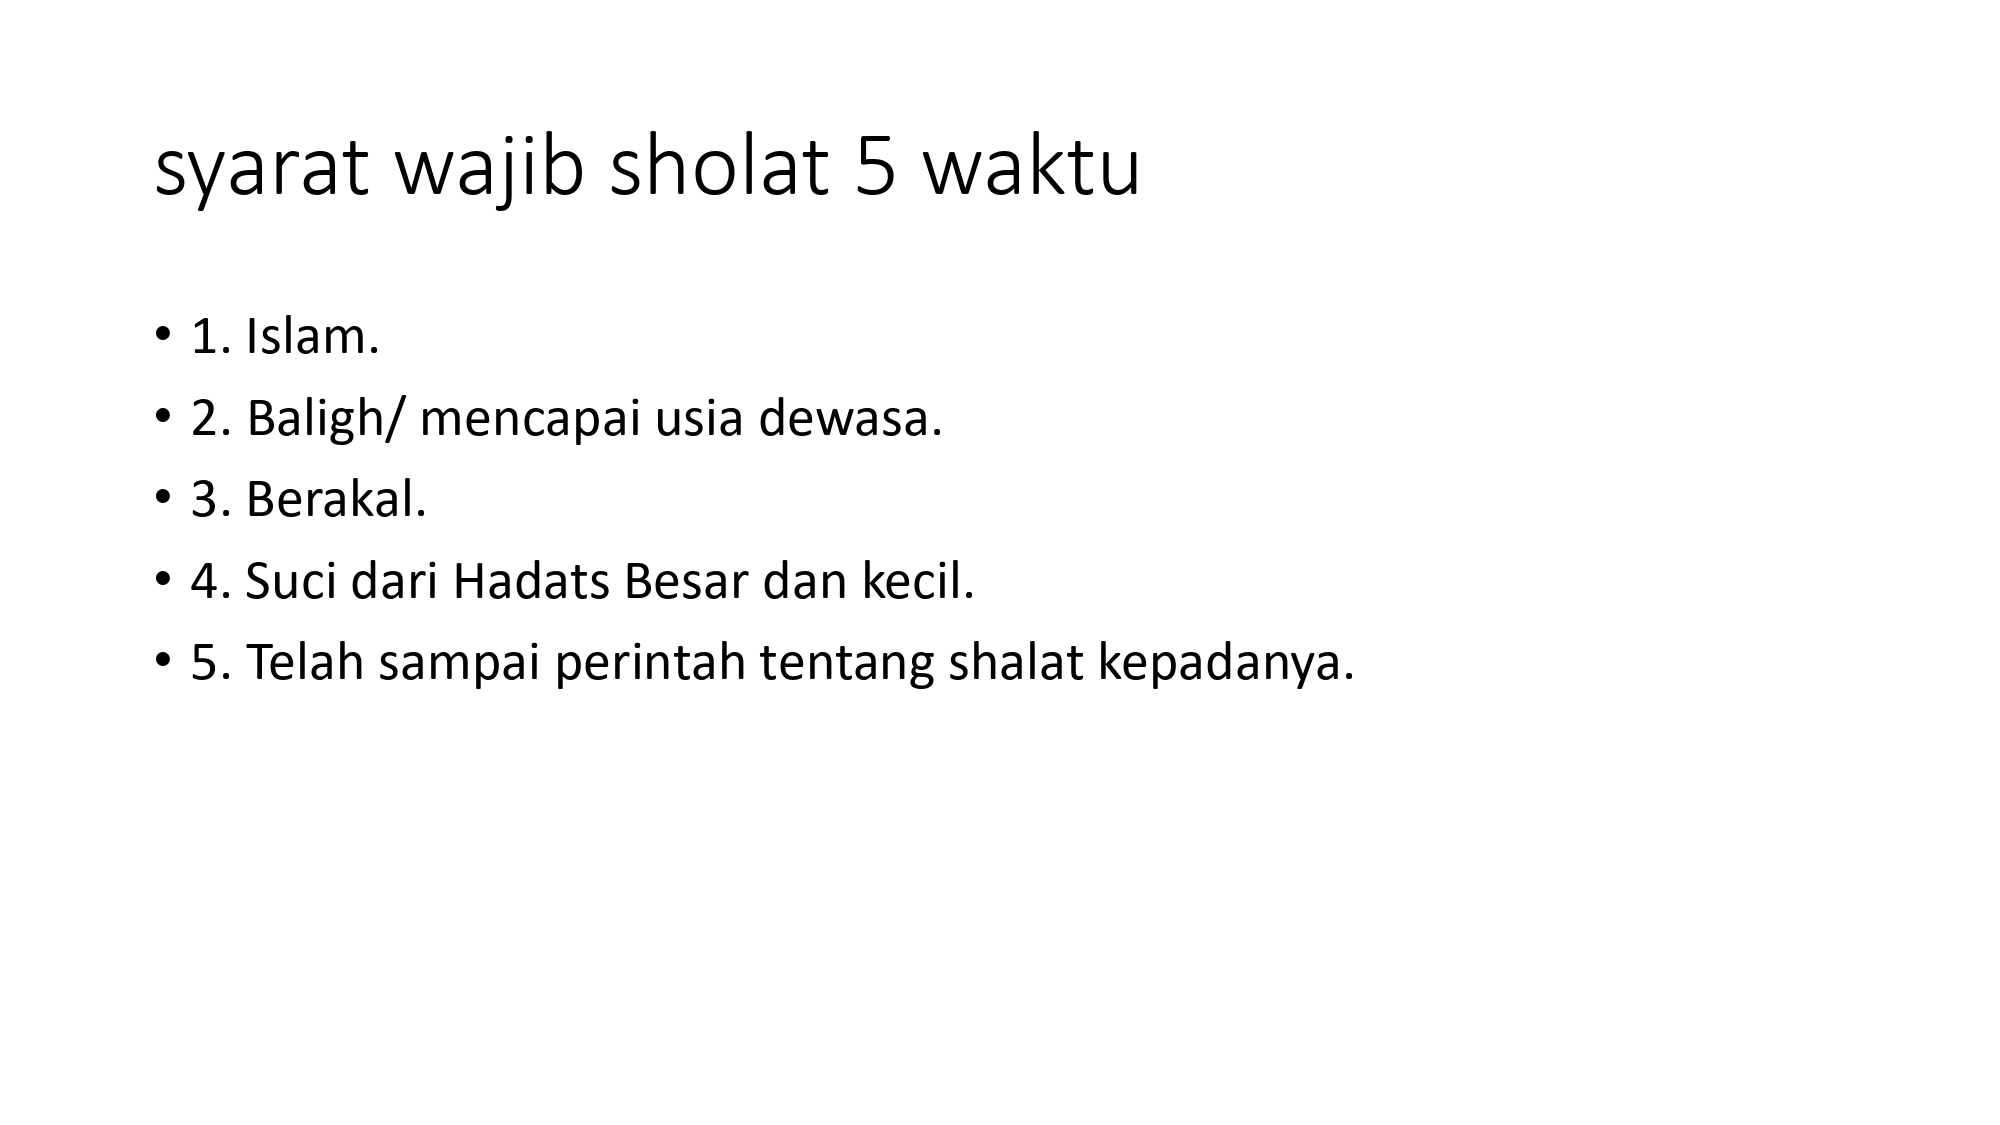 syarat wajib sholat 5 waktu
• 1. Islam.
• 2. Baligh/ mencapai usia dewasa.
• 3. Berakal.
• 4. Suci dari Hadats Besar dan kecil.
• 5. Telah sampai perintah tentang shalat kepadanya.